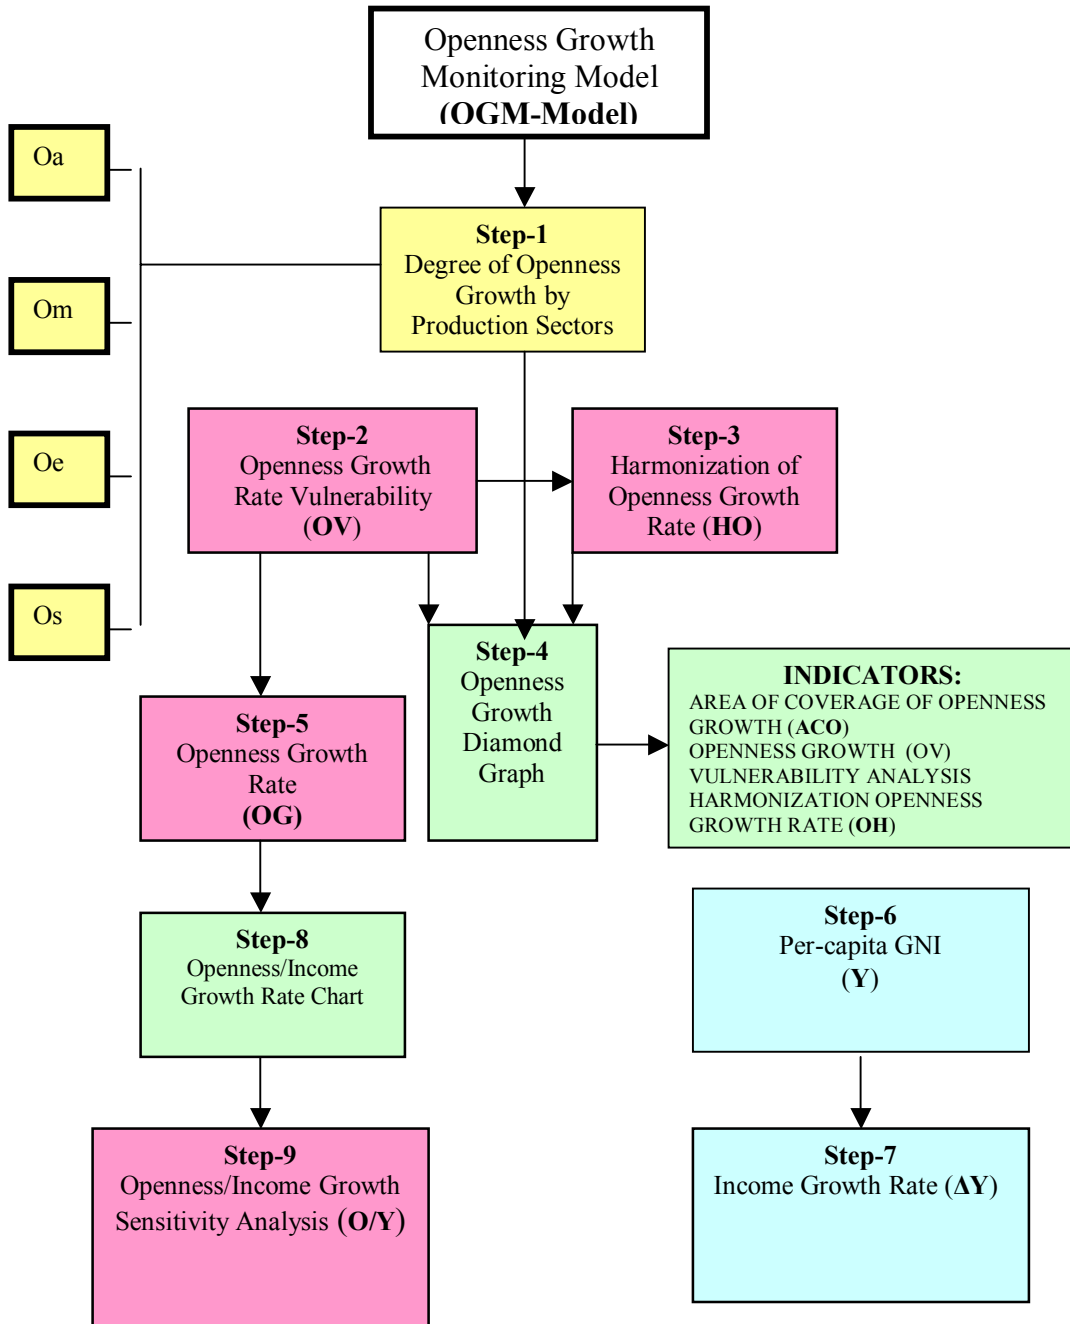 Openness Growth
Monitoring Model
(OGM-Model)
Oa
Om
Oe
Os
Step-1
Degree of Openness
Growth by
Production Sectors
Step-2
Openness Growth
Rate Vulnerability
(OV)
Step-3
Harmonization of
Openness Growth
Rate (HO)
Step-4
Openness
Growth
Diamond
Graph
INDICATORS:
AREA OF COVERAGE OF OPENNESS
GROWTH (ACO)
OPENNESS GROWTH (OV)
VULNERABILITY ANALYSIS
HARMONIZATION OPENNESS
GROWTH RATE (OH)
Step-5
Openness Growth
Rate
(OG)
Step-8
Openness/Income
Growth Rate Chart
Step-6
Per-capita GNI
(Y)
Step-9
Openness/Income Growth
Sensitivity Analysis (O/Y)
Step-7
Income Growth Rate (ΔY)